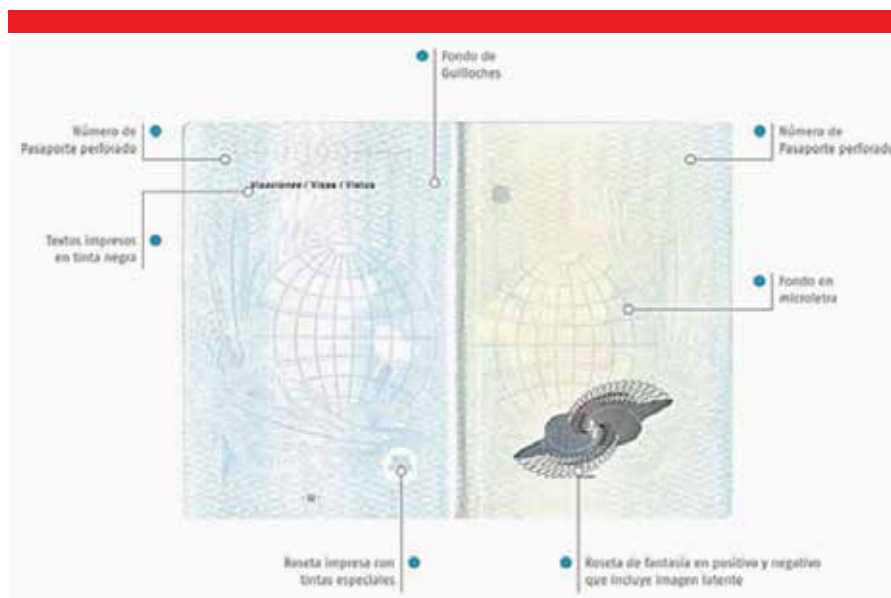 Fondo de
Guilloches
Número de
Pasaporte perforado
Número de
Pasaporte perforado
Visaciones / Visas / Vistos
Textos impresos
en tinta negra
Fondo en
microletra
Roseta impresa con
tintas especiales
Roseta de fantasía en positivo y negativo
que incluye imagen latente